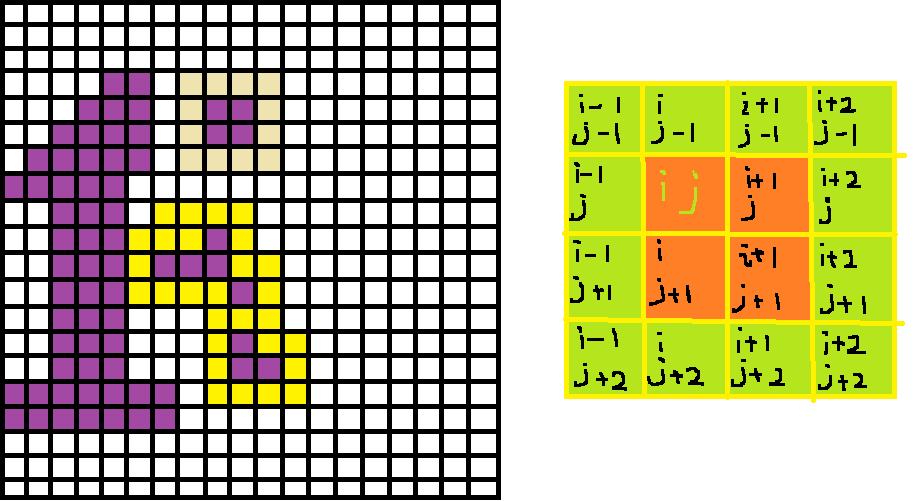 i-1 i i+1 i+2
j-1 j-1 j-1 j-1
i-1 i j i+1 i+2
j j j
i-1 i i+1 i+2
j+1 j+1 j+1 j+1
i-1 i i+1 i+2
j+2 j+2 j+2 j+2